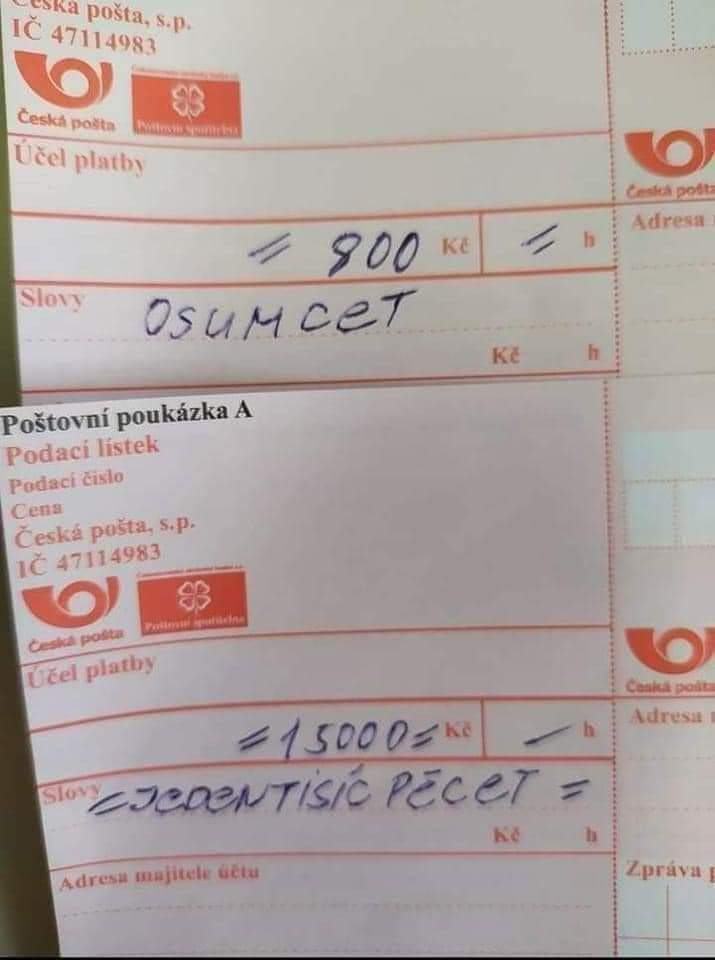 Česká pošta, s.p.
IČ 47114983
Česká pošta
Poštovní spořitelna
Účel platby
= 800 Kč = h
Česká pošta
Adresa
Slovy OSUMCET
Kč h
Poštovní poukázka A
Podací lístek
Podací číslo
Cena
Česká pošta, s.p.
IČ 47114983
Česká pošta
Poštovní spořitelna
Účel platby
Česká pošta
= 15000 = Kč — h
Adresa
Slovy = JEDENTISÍC PĚCET =
Kč h
Adresa majitele účtu
Zpráva p